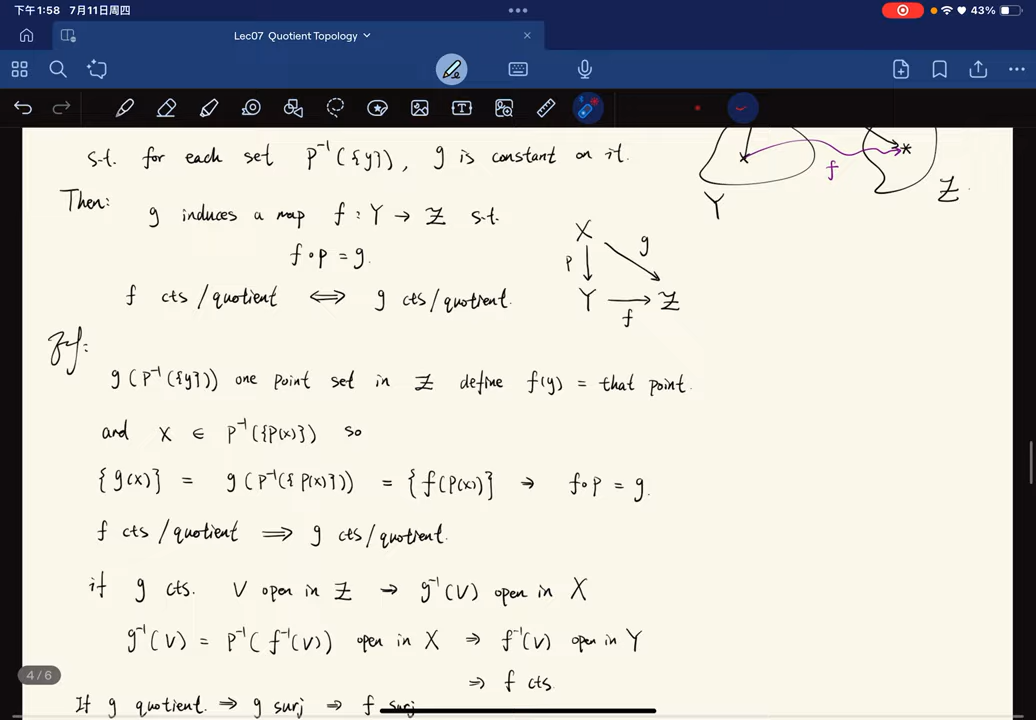 下午1:58 7月11日周四
43%
Lec07 Quotient Topology
s.t. for each set P⁻¹({y}), g is constant on it.
f
Y
Z
Then:
g induces a map f : Y → Z s.t.
f∘p = g.
f cts/quotient ⟺ g cts/quotient.
X
g
P
Y → Z
f
Pf:
g(P⁻¹({y})) one point set in Z define f(y) = that point.
and x ∈ P⁻¹({P(x)}) so
{g(x)} = g(P⁻¹({P(x)})) = {f(P(x))} → f∘p = g.
f cts/quotient ⟹ g cts/quotient.
if g cts. V open in Z → g⁻¹(V) open in X
g⁻¹(V) = P⁻¹(f⁻¹(V)) open in X ⇒ f⁻¹(V) open in Y
⇒ f cts.
4/6
If g quotient ⇒ g surj ⇒ f surj